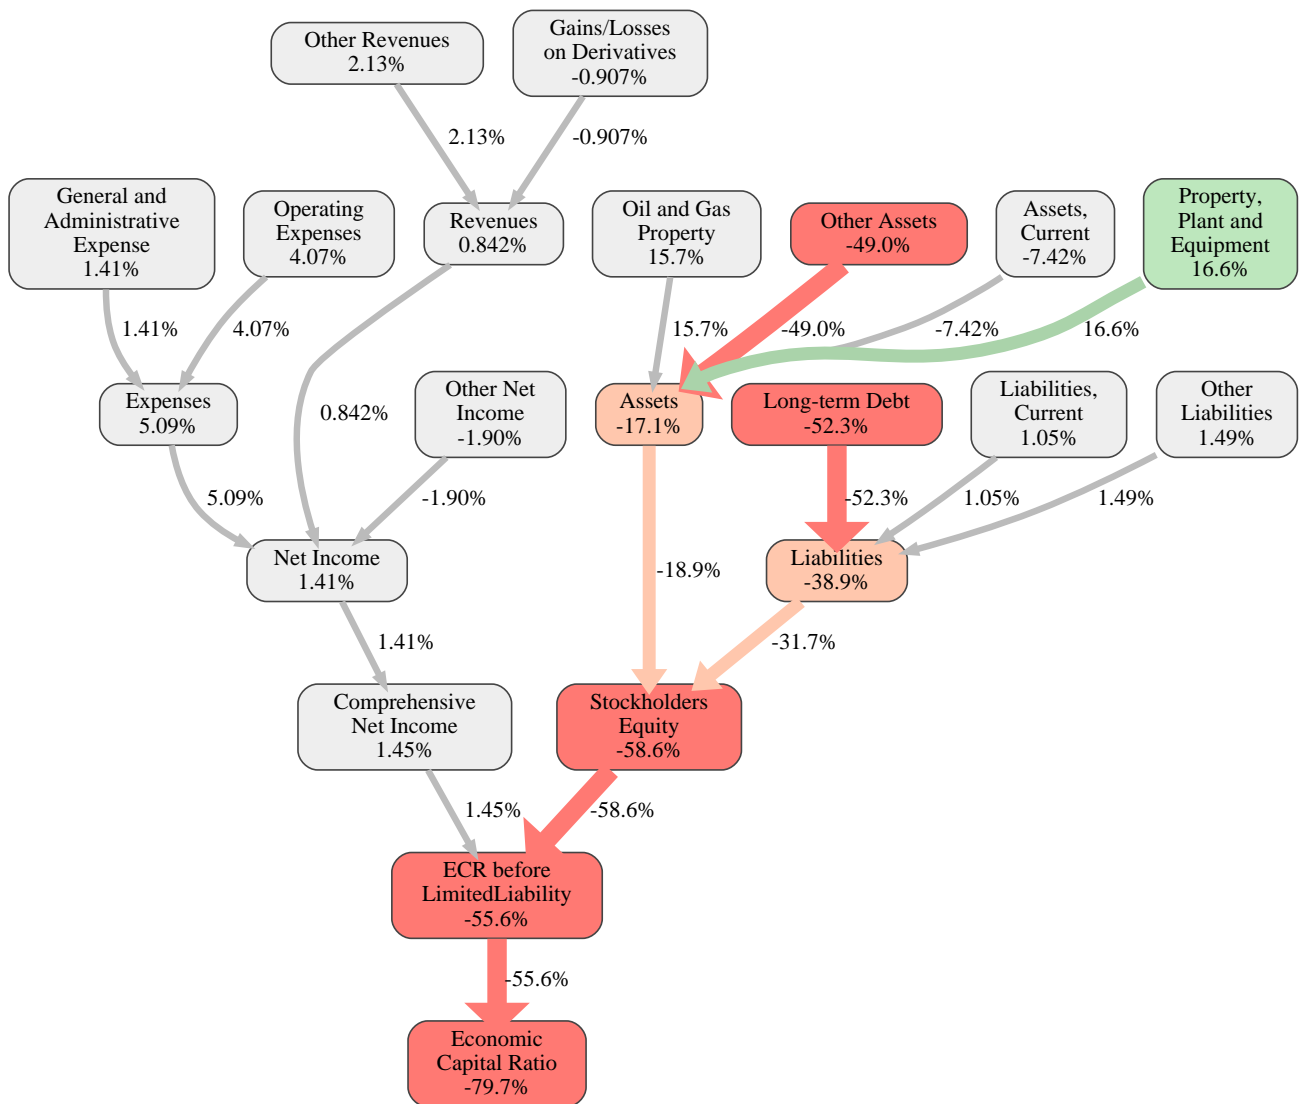 Other Revenues
2.13%
Gains/Losses
on Derivatives
-0.907%
2.13%
-0.907%
General and
Administrative
Expense
1.41%
Operating
Expenses
4.07%
Revenues
0.842%
Oil and Gas
Property
15.7%
Other Assets
-49.0%
Assets,
Current
-7.42%
Property,
Plant and
Equipment
16.6%
1.41%
4.07%
15.7%
-49.0%
-7.42%
16.6%
Expenses
5.09%
0.842%
Other Net
Income
-1.90%
Assets
-17.1%
Long-term Debt
-52.3%
Liabilities,
Current
1.05%
Other
Liabilities
1.49%
5.09%
-1.90%
-52.3%
1.05%
1.49%
Net Income
1.41%
-18.9%
Liabilities
-38.9%
1.41%
-31.7%
Comprehensive
Net Income
1.45%
Stockholders
Equity
-58.6%
1.45%
-58.6%
ECR before
LimitedLiability
-55.6%
-55.6%
Economic
Capital Ratio
-79.7%